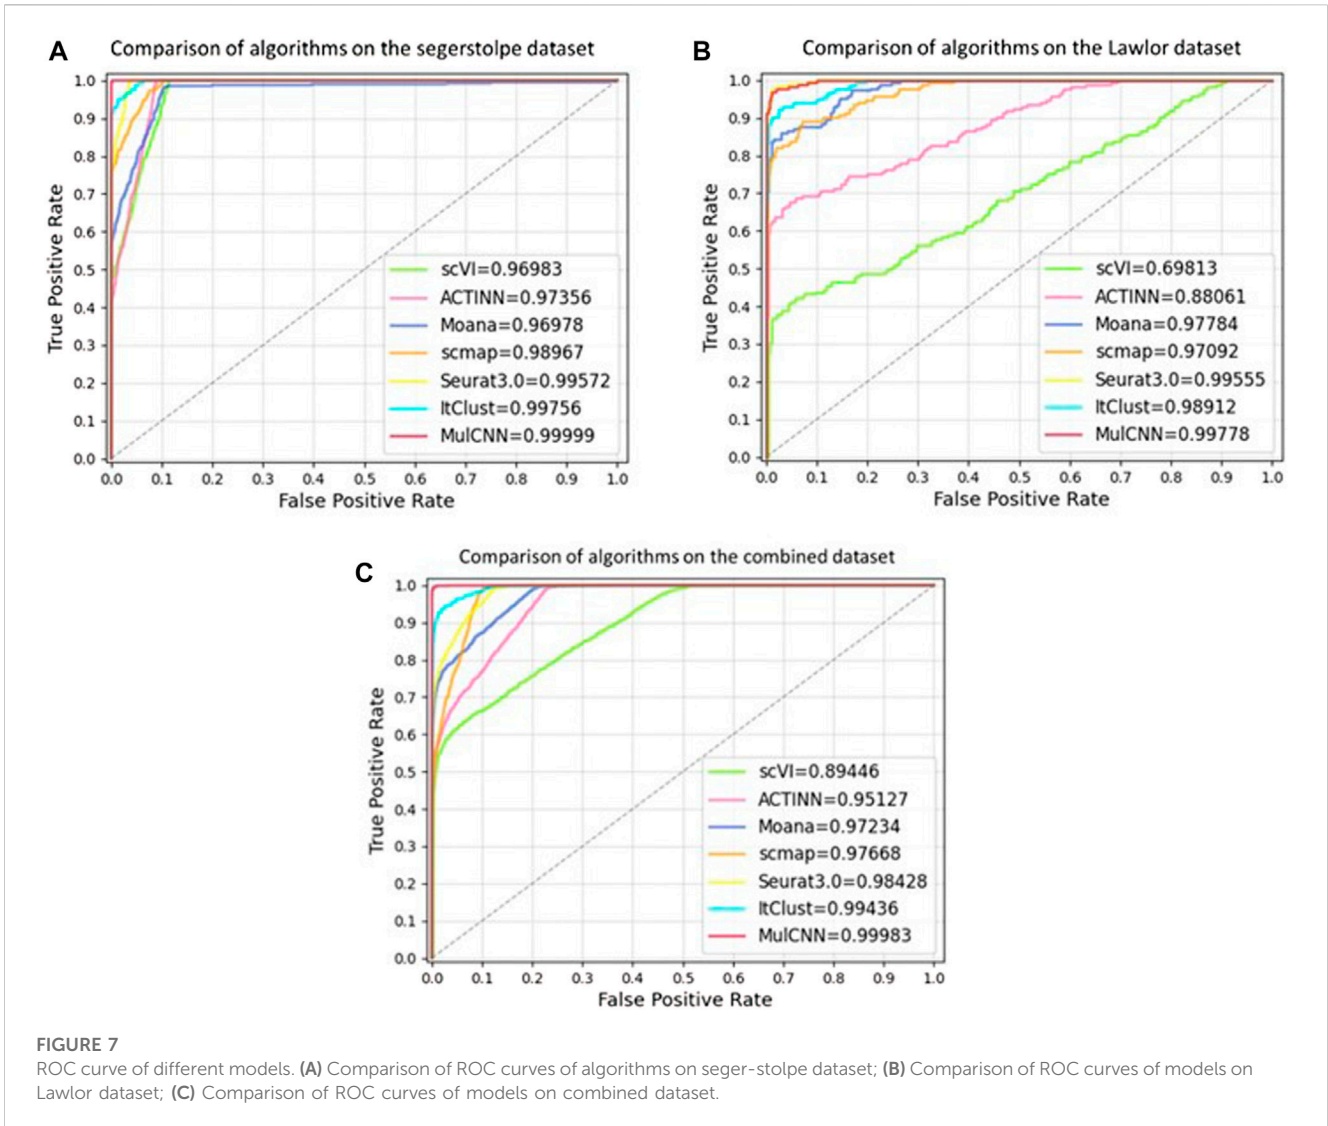 A
Comparison of algorithms on the segerstolpe dataset
True Positive Rate
1.0
0.9
0.8
0.7
0.6
0.5
0.4
0.3
0.2
0.1
0.0
scVI=0.96983
ACTINN=0.97356
Moana=0.96978
scmap=0.98967
Seurat3.0=0.99572
ItClust=0.99756
MulCNN=0.99999
0.0 0.1 0.2 0.3 0.4 0.5 0.6 0.7 0.8 0.9 1.0
False Positive Rate
B
Comparison of algorithms on the Lawlor dataset
True Positive Rate
1.0
0.9
0.8
0.7
0.6
0.5
0.4
0.3
0.2
0.1
0.0
scVI=0.69813
ACTINN=0.88061
Moana=0.97784
scmap=0.97092
Seurat3.0=0.99555
ItClust=0.98912
MulCNN=0.99778
0.0 0.1 0.2 0.3 0.4 0.5 0.6 0.7 0.8 0.9 1.0
False Positive Rate
C
Comparison of algorithms on the combined dataset
True Positive Rate
1.0
0.9
0.8
0.7
0.6
0.5
0.4
0.3
0.2
0.1
0.0
scVI=0.89446
ACTINN=0.95127
Moana=0.97234
scmap=0.97668
Seurat3.0=0.98428
ItClust=0.99436
MulCNN=0.99983
0.0 0.1 0.2 0.3 0.4 0.5 0.6 0.7 0.8 0.9 1.0
False Positive Rate
FIGURE 7
ROC curve of different models. (A) Comparison of ROC curves of algorithms on seger-stolpe dataset; (B) Comparison of ROC curves of models on
Lawlor dataset; (C) Comparison of ROC curves of models on combined dataset.